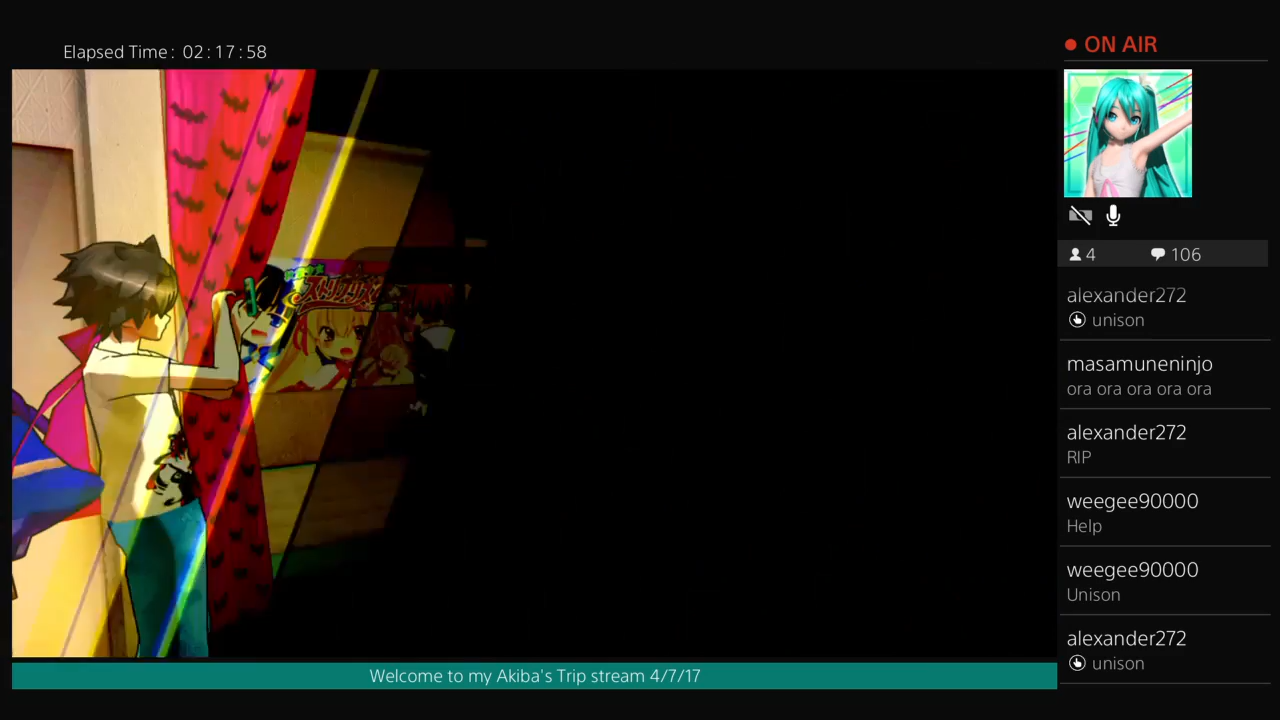 Elapsed Time: 02:17:58
ON AIR
4
106
alexander272
unison
masamuneninjo
ora ora ora ora ora
alexander272
RIP
weegee90000
Help
weegee90000
Unison
alexander272
unison
Welcome to my Akiba's Trip stream 4/7/17